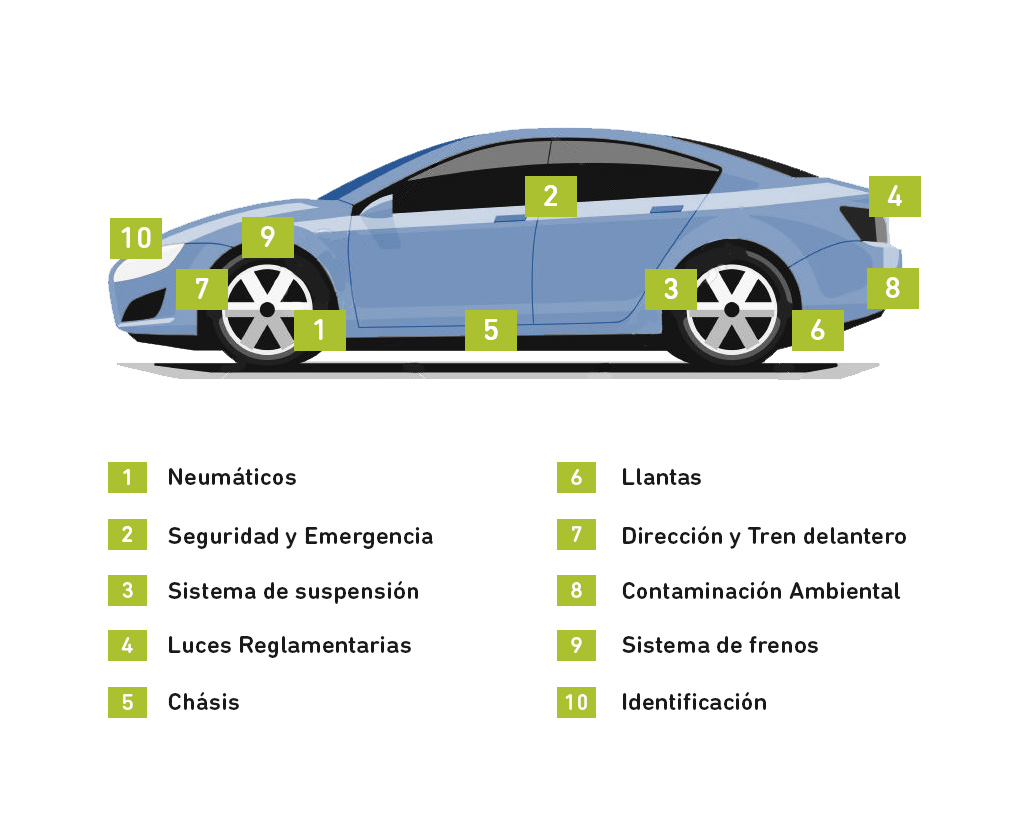 2
4
10
9
7
3
8
1
5
6
1 Neumáticos
2 Seguridad y Emergencia
3 Sistema de suspensión
4 Luces Reglamentarias
5 Chásis
6 Llantas
7 Dirección y Tren delantero
8 Contaminación Ambiental
9 Sistema de frenos
10 Identificación